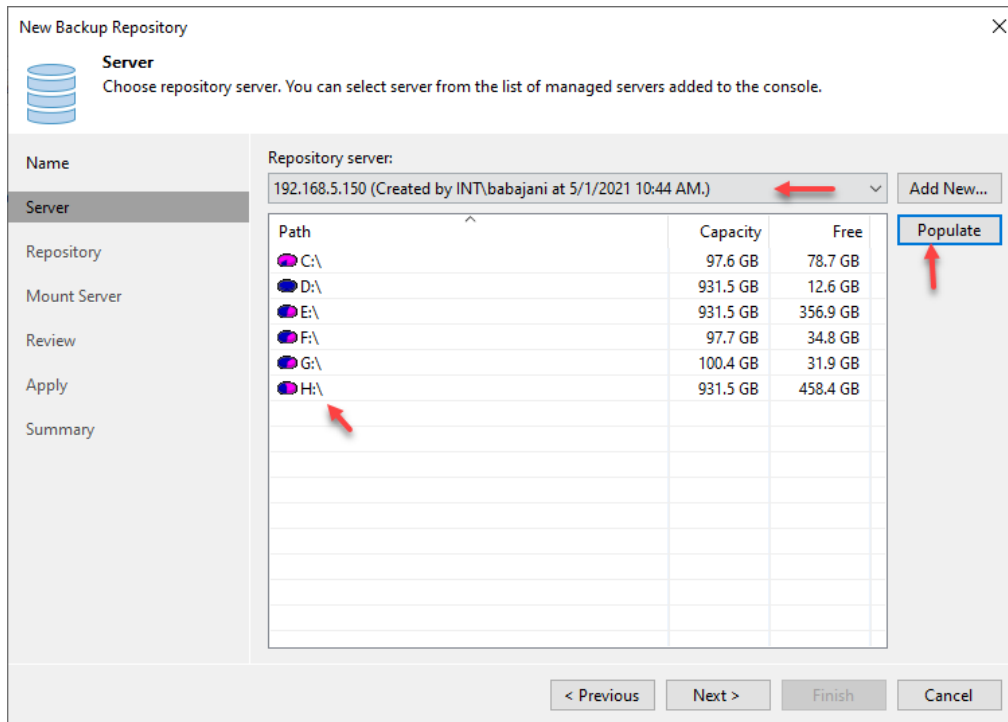 New Backup Repository
Server
Choose repository server. You can select server from the list of managed servers added to the console.
Name
Server
Repository
Mount Server
Review
Apply
Summary
Repository server:
192.168.5.150 (Created by INT\babajani at 5/1/2021 10:44 AM.)
Add New...
Populate
Path Capacity Free
C:\ 97.6 GB 78.7 GB
D:\ 931.5 GB 12.6 GB
E:\ 931.5 GB 356.9 GB
F:\ 97.7 GB 34.8 GB
G:\ 100.4 GB 31.9 GB
H:\ 931.5 GB 458.4 GB
< Previous Next > Finish Cancel